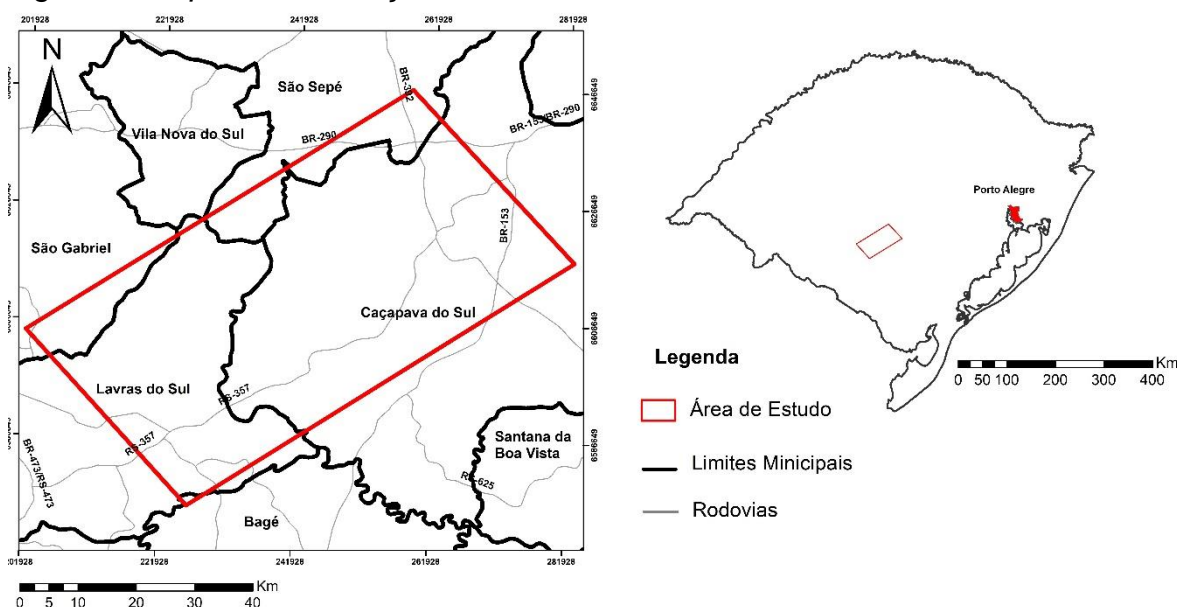 201928 221928 241928 261928 281928
N
São Sepé
BR-392
6646649
Vila Nova do Sul
BR-290
BR-153/BR-290
6626649
BR-153
São Gabriel
Caçapava do Sul
6606649
Lavras do Sul
RS-357
RS-357
BR-473/RS-473
Santana da
Boa Vista
6586649
RS-625
Bagé
201928 221928 241928 261928 281928
Km
0 5 10 20 30 40
Porto Alegre
Km
0 50 100 200 300 400
Legenda
Área de Estudo
Limites Minicipais
Rodovias